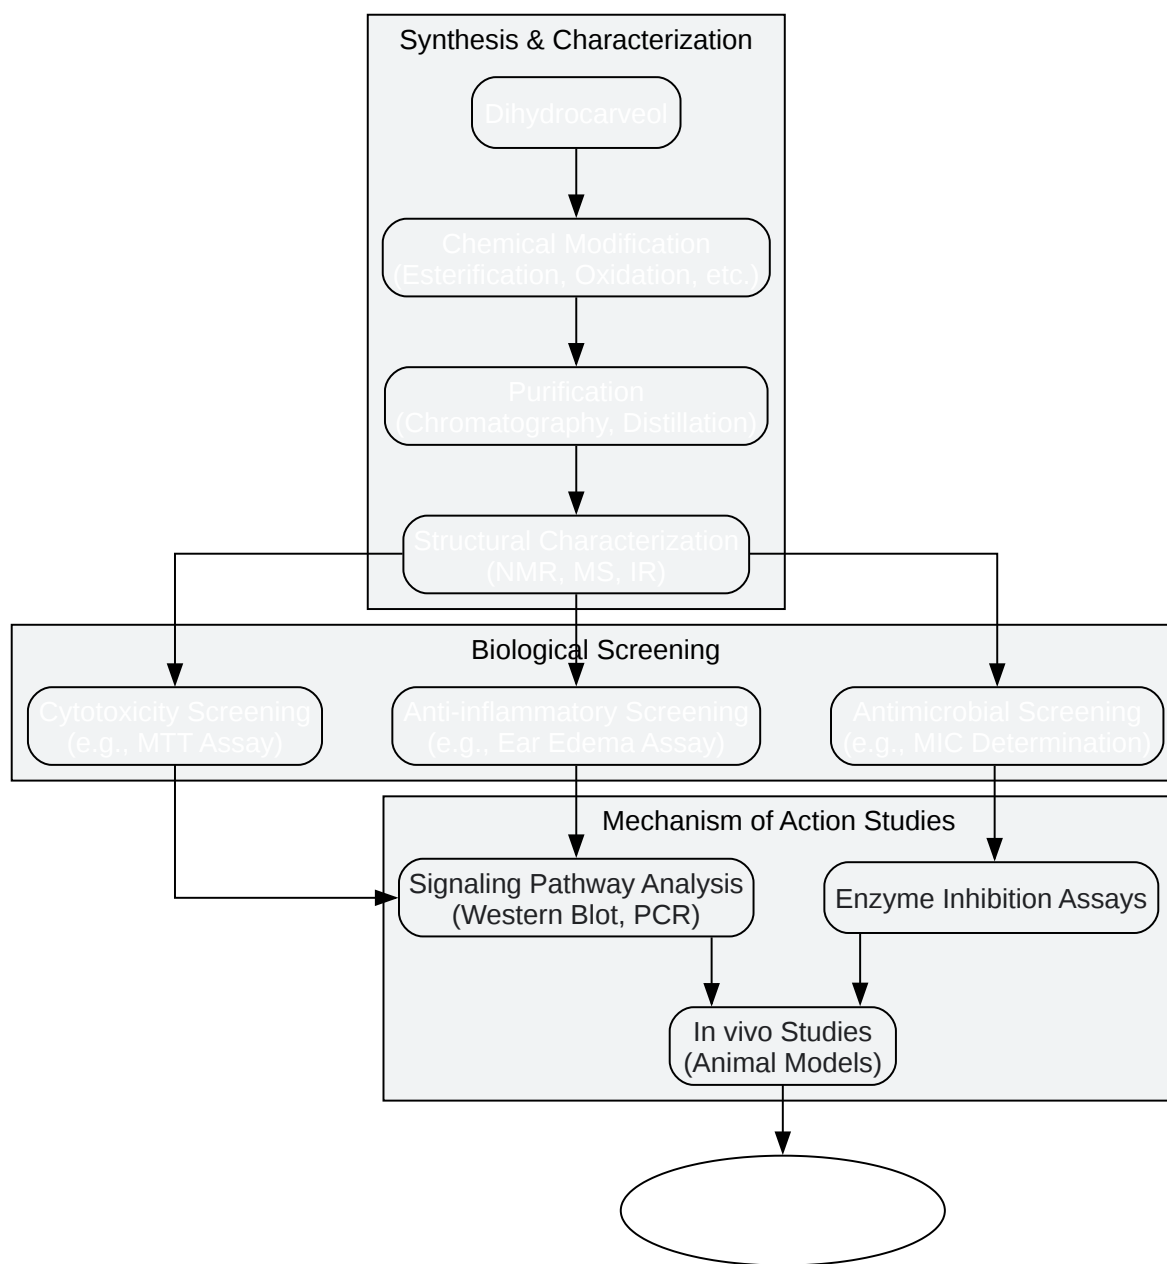 Synthesis & Characterization
Dihydrocarveol
Chemical Modification
(Esterification, Oxidation, etc.)
Purification
(Chromatography, Distillation)
Structural Characterization
(NMR, MS, IR)
Biological Screening
Cytotoxicity Screening
(e.g., MTT Assay)
Anti-inflammatory Screening
(e.g., Ear Edema Assay)
Antimicrobial Screening
(e.g., MIC Determination)
Mechanism of Action Studies
Signaling Pathway Analysis
(Western Blot, PCR)
Enzyme Inhibition Assays
In vivo Studies
(Animal Models)